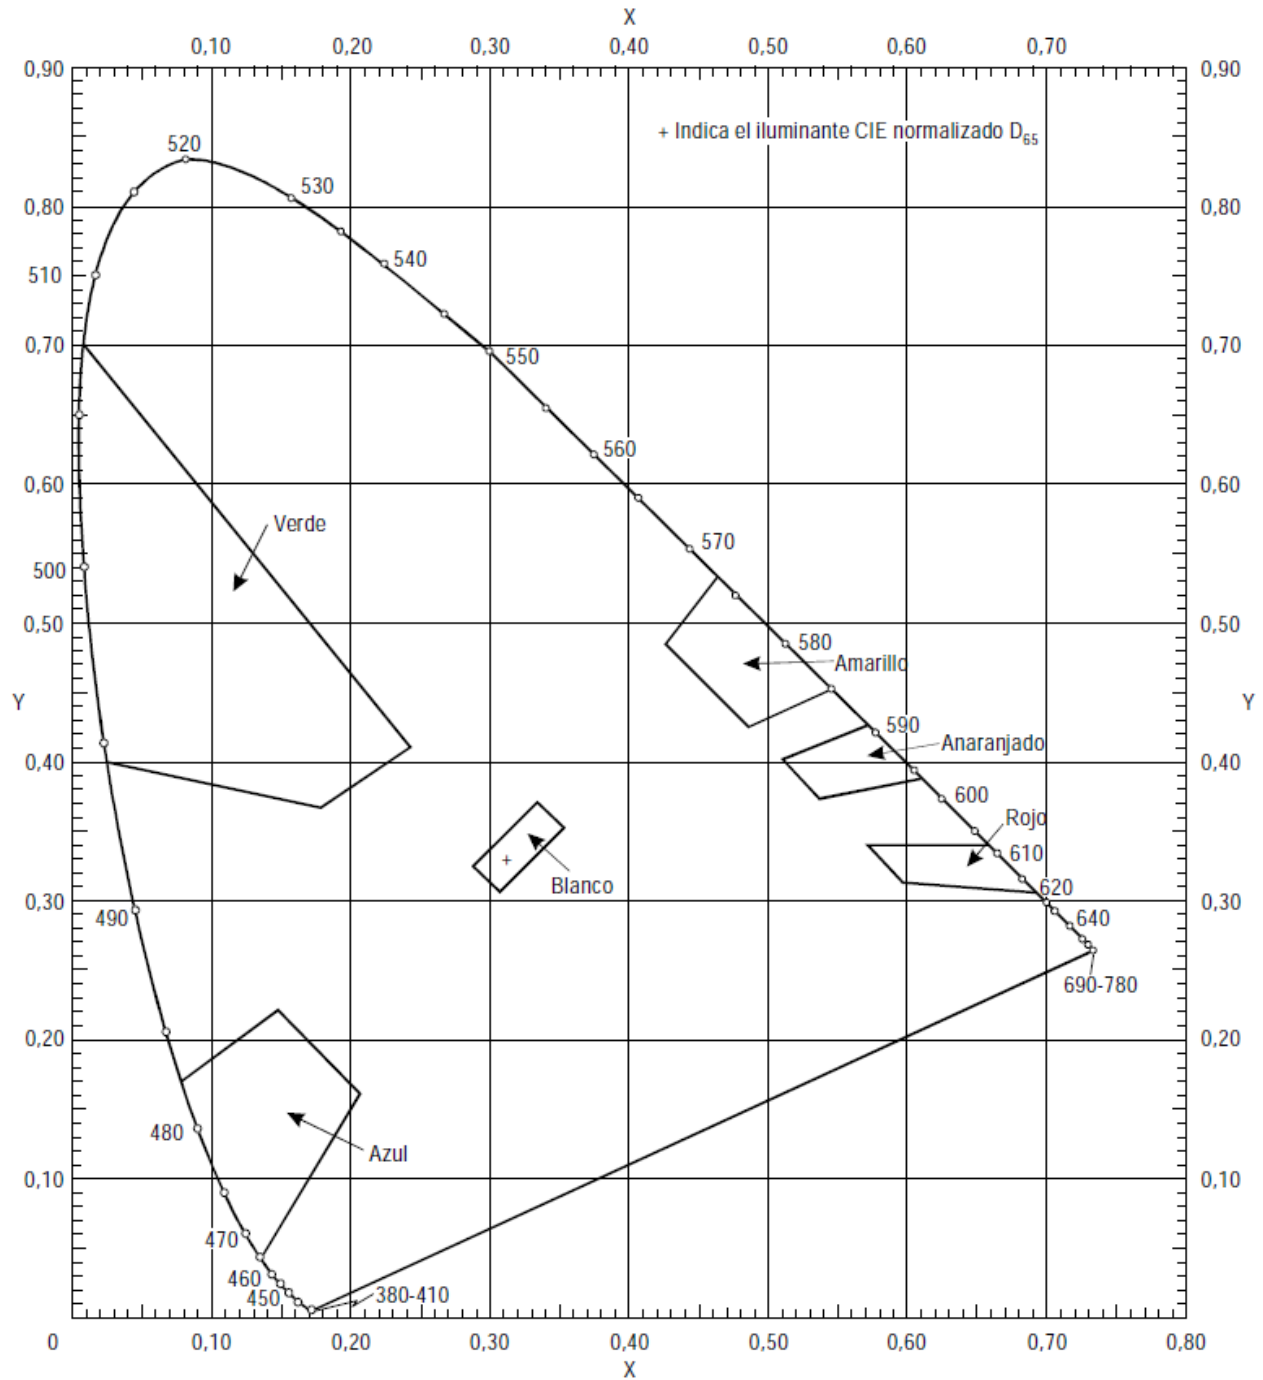 X
0,10 0,20 0,30 0,40 0,50 0,60 0,70
0,90 0,90
+ Indica el iluminante CIE normalizado D65
520
530
0,80 0,80
540
510
0,70 550 0,70
560
0,60 0,60
570
Verde
500
0,50 0,50
580
Amarillo
Y Y
590
Anaranjado
0,40 0,40
600
Rojo
610
Blanco
620
0,30 0,30
490 640
690-780
0,20 0,20
480
Azul
0,10 0,10
470
460
450 380-410
0 0,10 0,20 0,30 0,40 0,50 0,60 0,70 0,80
X